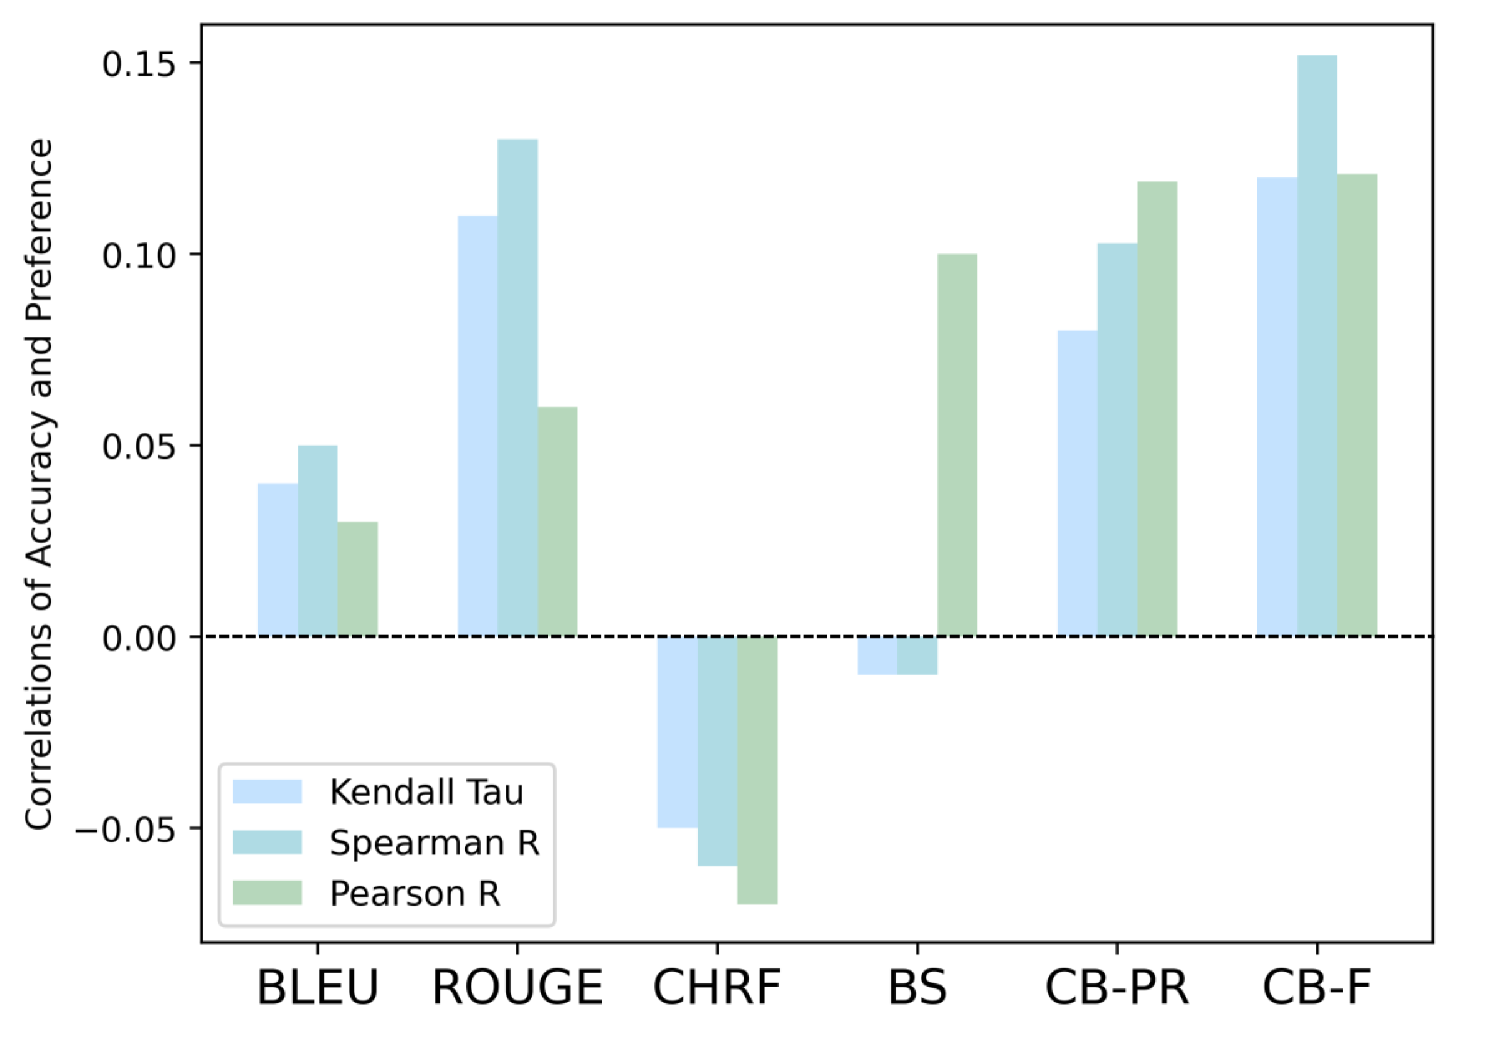 Correlations of Accuracy and Preference
0.15
0.10
0.05
0.00
−0.05
Kendall Tau
Spearman R
Pearson R
BLEU ROUGE CHRF BS CB-PR CB-F